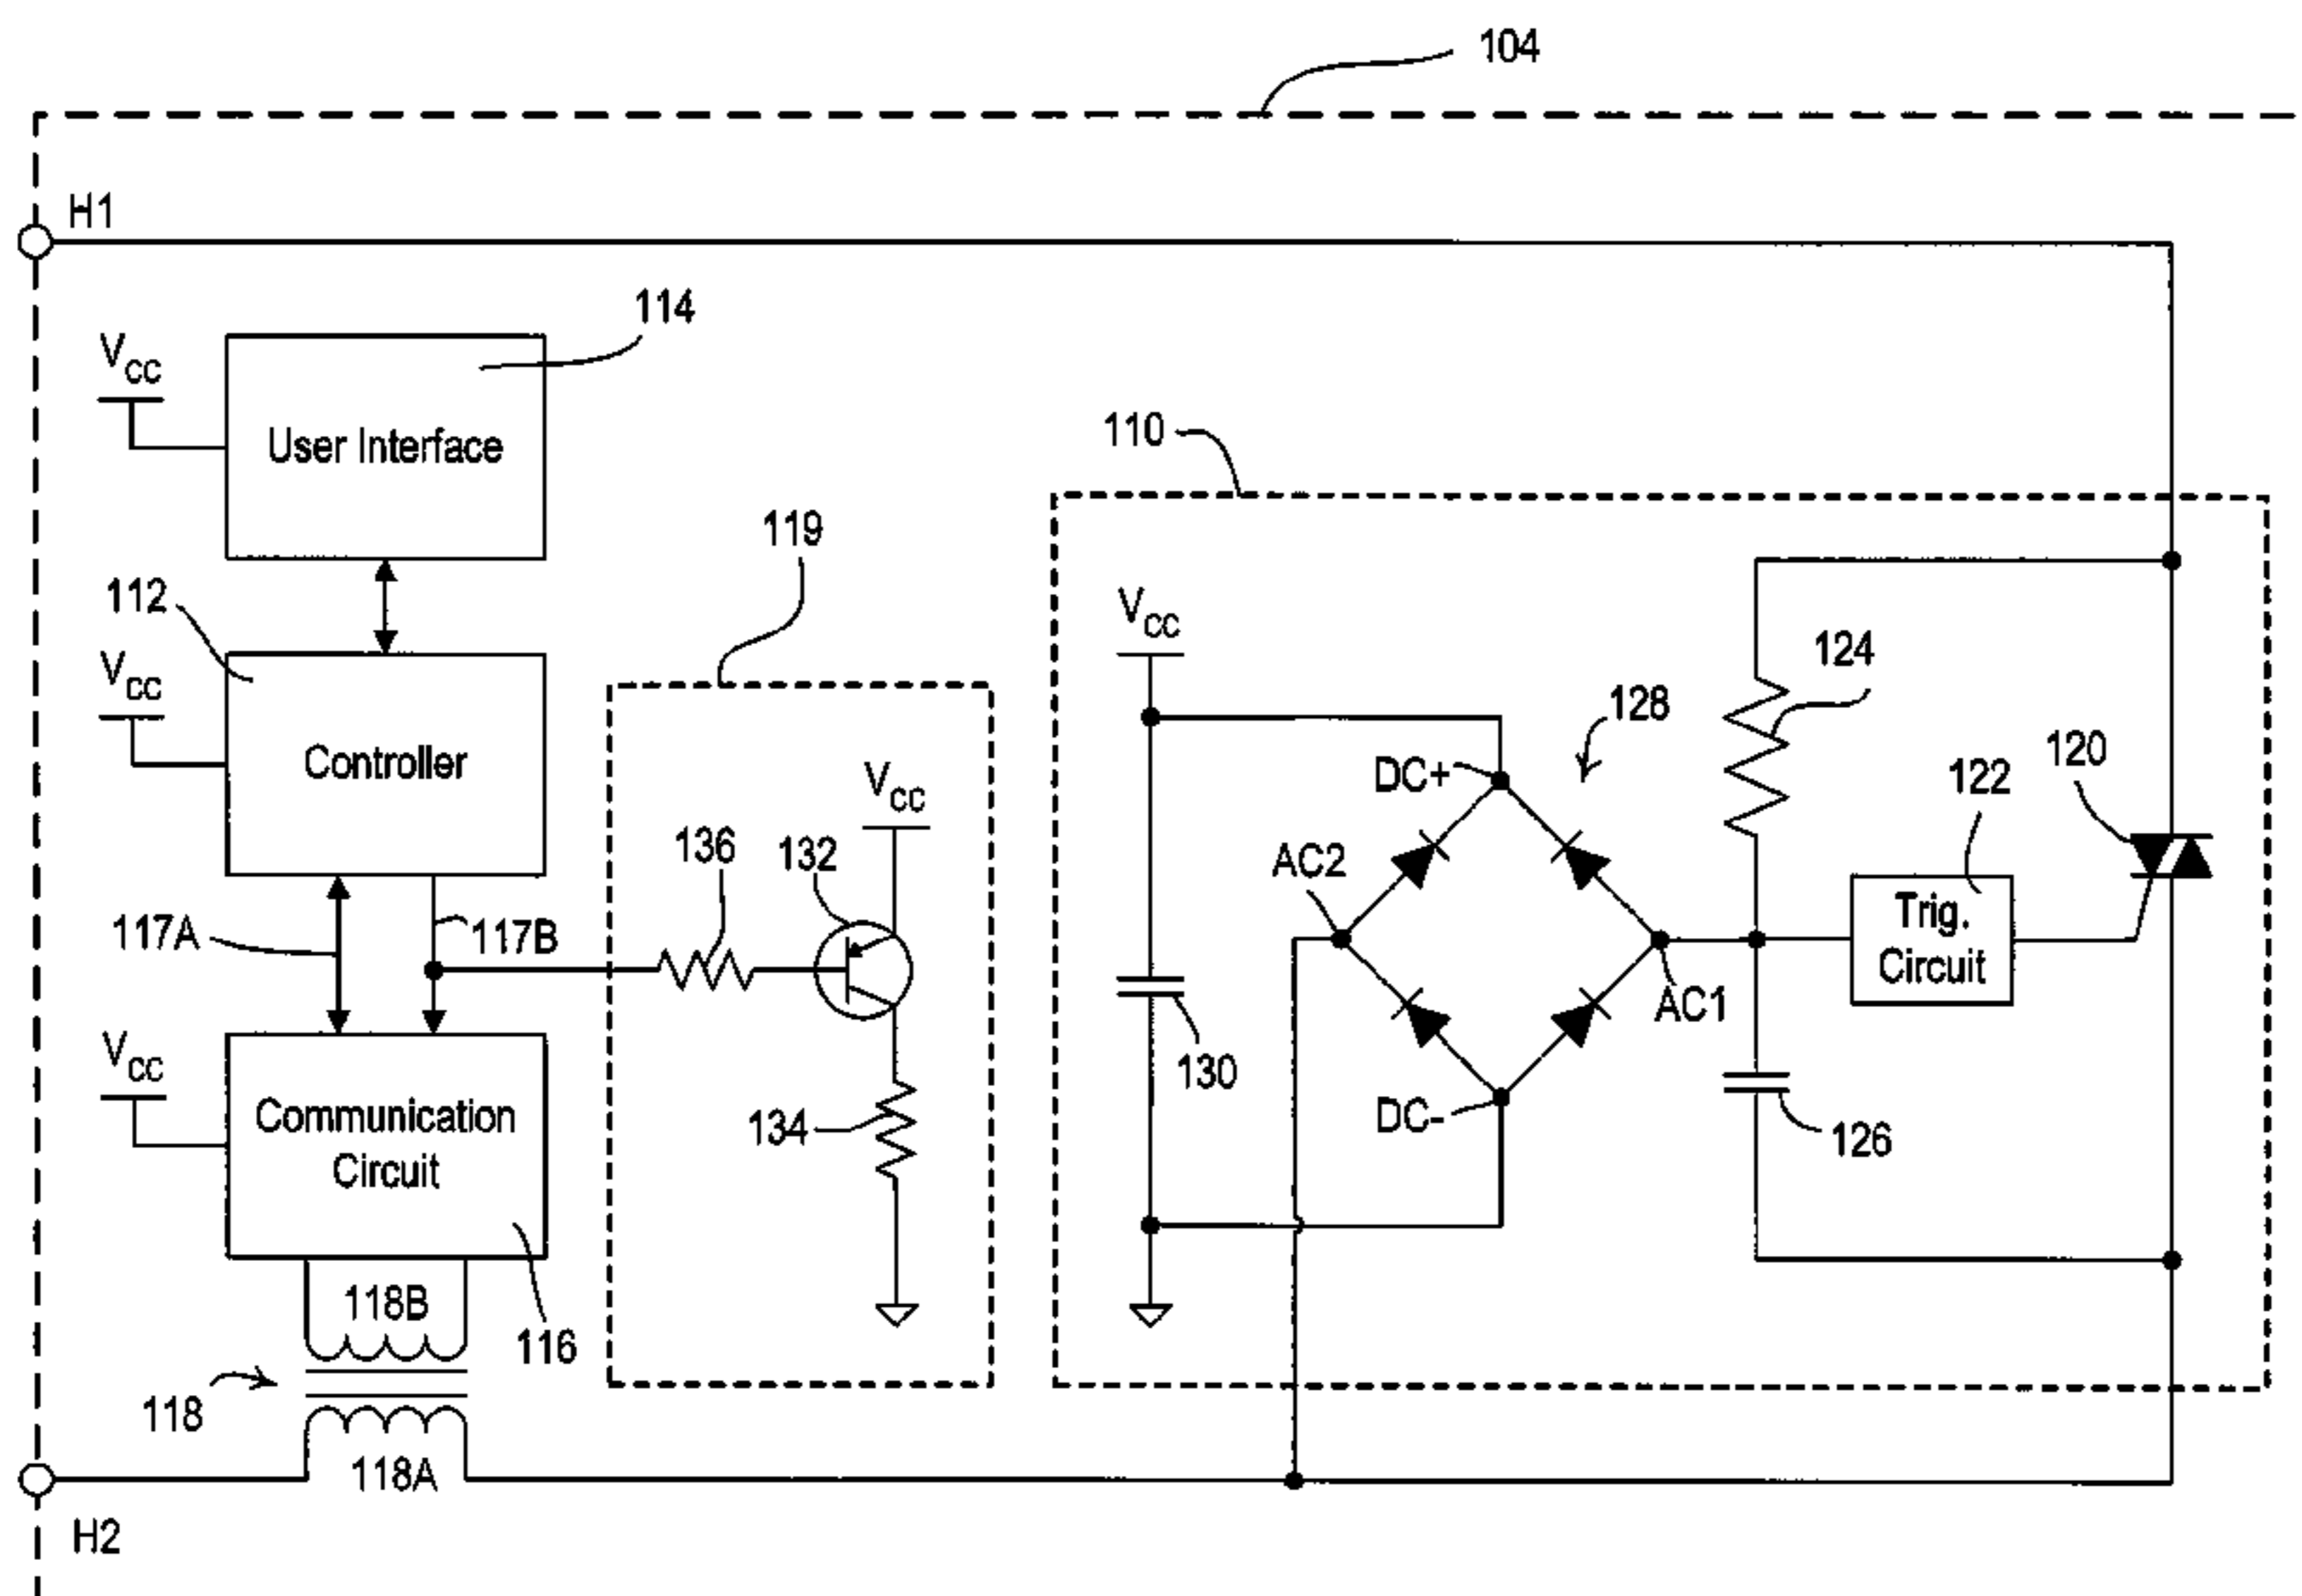 104
H1
114
VCC
User Interface
110
119
112
VCC
Controller
VCC
124
128
120
122
DC+
VCC
136
132
AC2
Trig.
Circuit
117A
117B
AC1
130
VCC
Communication
Circuit
134
DC-
126
118B
116
118
118A
H2